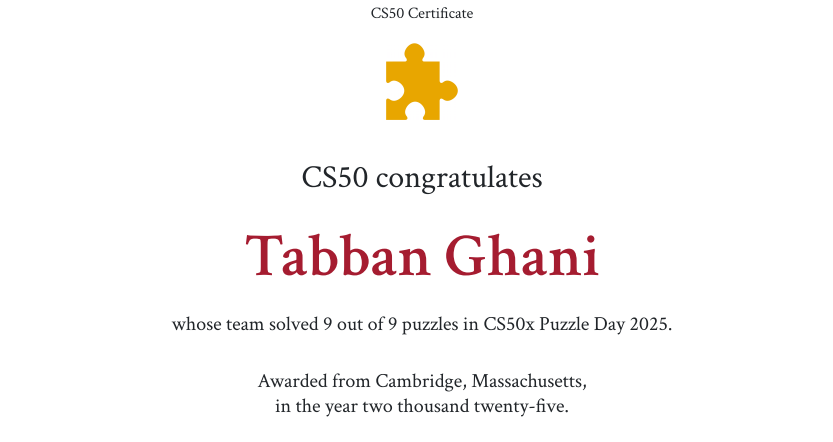 CS50 Certificate
CS50 congratulates
Tabban Ghani
whose team solved 9 out of 9 puzzles in CS50x Puzzle Day 2025.
Awarded from Cambridge, Massachusetts,
in the year two thousand twenty-five.